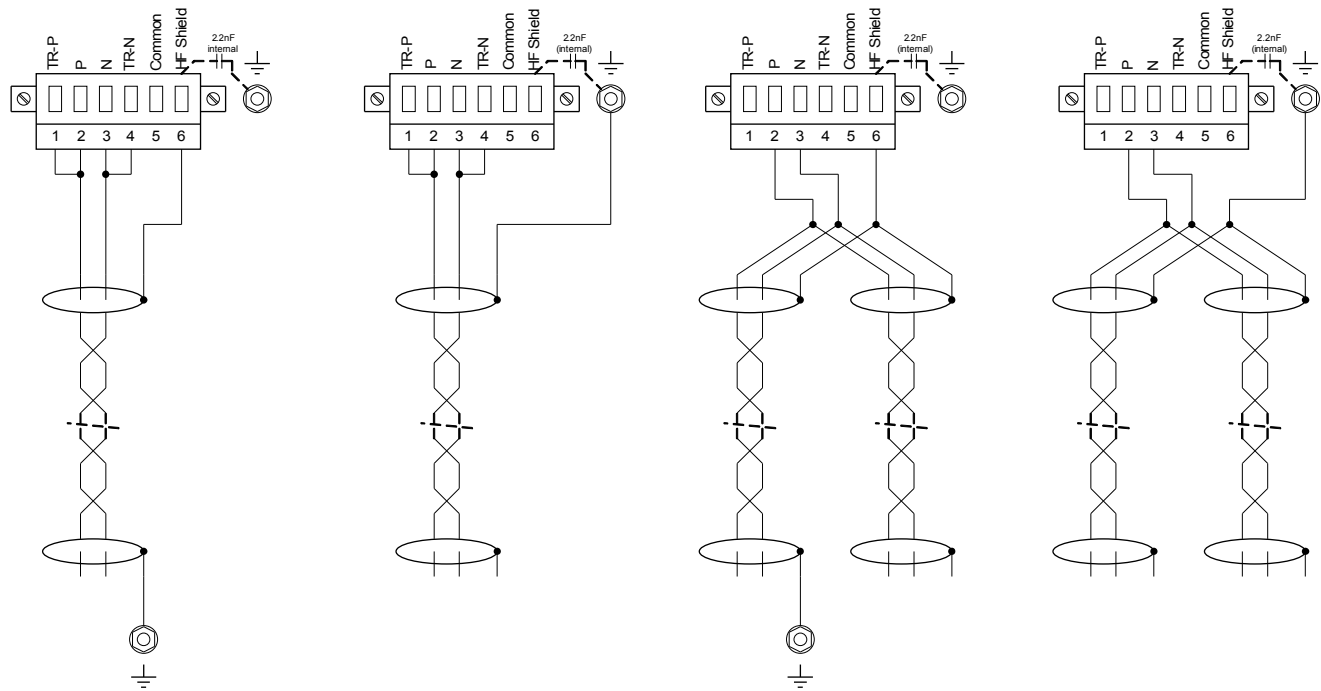 TR-P
P
N
TR-N
Common
HF Shield
2.2nF
internal
1 2 3 4 5 6
TR-P
P
N
TR-N
Common
HF Shield
2.2nF
(internal)
1 2 3 4 5 6
TR-P
P
N
TR-N
Common
HF Shield
2.2nF
(internal)
1 2 3 4 5 6
TR-P
P
N
TR-N
Common
HF Shield
2.2nF
(internal)
1 2 3 4 5 6